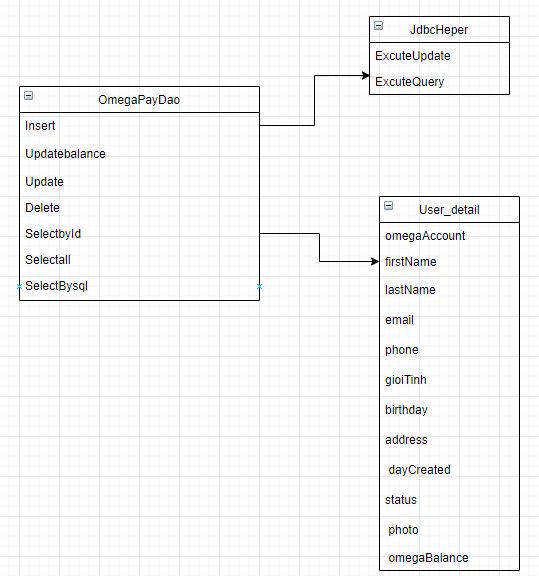 JdbcHeper
ExcuteUpdate
ExcuteQuery
OmegaPayDao
Insert
Updatebalance
Update
Delete
SelectbyId
Selectall
SelectBysql
User_detail
omegaAccount
firstName
lastName
email
phone
gioiTinh
birthday
address
dayCreated
status
photo
omegaBalance